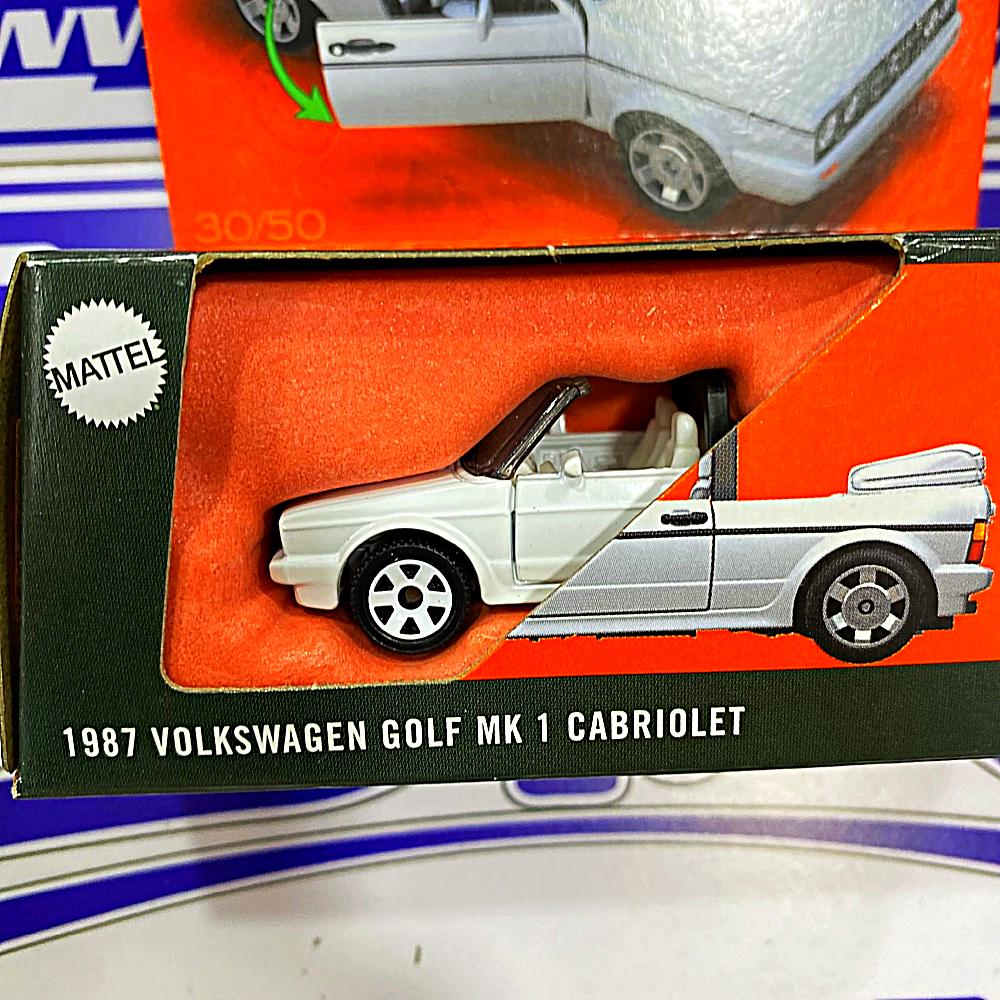 30/50
MATTEL
1987 VOLKSWAGEN GOLF MK 1 CABRIOLET